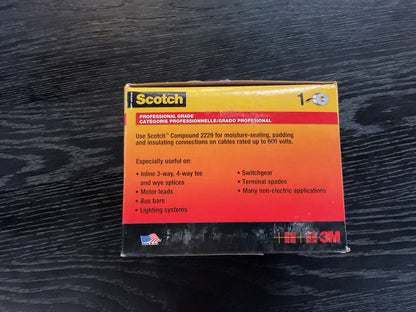 Scotch 1-
PROFESSIONAL GRADE
CATÉGORIE PROFESSIONNELLE/GRADO PROFESIONAL
Use Scotch™ Compound 2229 for moisture-sealing, padding
and insulating connections on cables rated up to 600 volts.
Especially useful on:
• Inline 3-way, 4-way tee
and wye splices
• Motor leads
• Bus bars
• Lighting systems
• Switchgear
• Terminal spades
• Many non-electric applications
3M